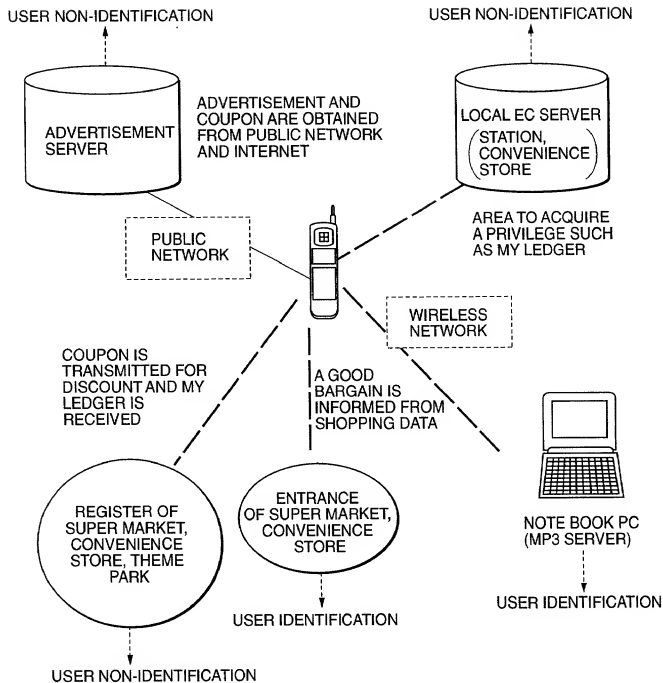 USER NON-IDENTIFICATION
ADVERTISEMENT
SERVER
ADVERTISEMENT AND
COUPON ARE OBTAINED
FROM PUBLIC NETWORK
AND INTERNET
USER NON-IDENTIFICATION
LOCAL EC SERVER
(STATION,
CONVENIENCE
STORE)
AREA TO ACQUIRE
A PRIVILEGE SUCH
AS MY LEDGER
PUBLIC
NETWORK
WIRELESS
NETWORK
COUPON IS
TRANSMITTED FOR
DISCOUNT AND MY
LEDGER IS
RECEIVED
A GOOD
BARGAIN IS
INFORMED FROM
SHOPPING DATA
REGISTER OF
SUPER MARKET,
CONVENIENCE
STORE, THEME
PARK
USER NON-IDENTIFICATION
ENTRANCE
OF SUPER MARKET,
CONVENIENCE
STORE
USER IDENTIFICATION
NOTE BOOK PC
(MP3 SERVER)
USER IDENTIFICATION